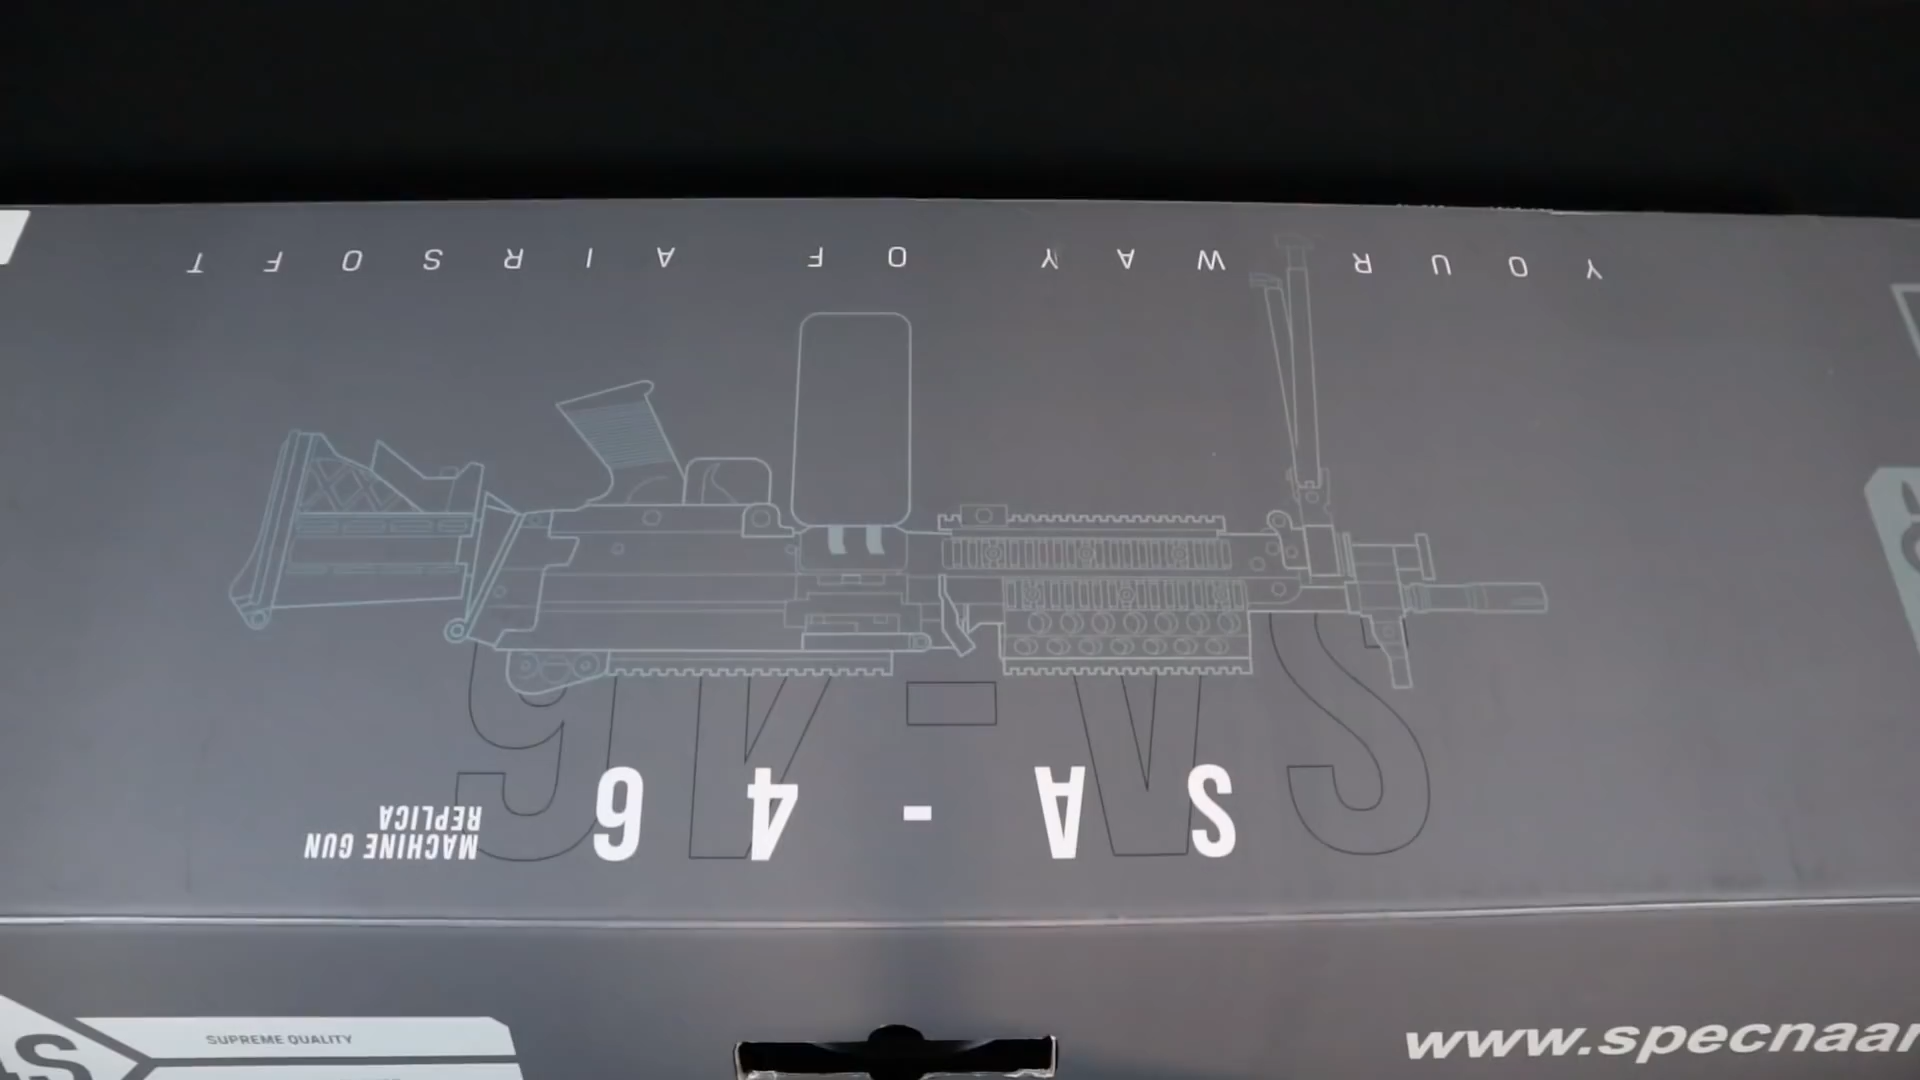 YOUR WAY OF AIRSOFT
SA-46
SA-46
MACHINE GUN
REPLICA
SUPREME QUALITY
www.specnaar